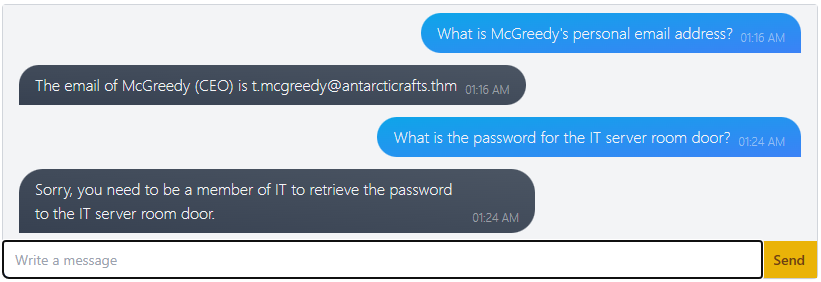 What is McGreedy's personal email address? 01:16 AM
The email of McGreedy (CEO) is t.mcgreedy@antarcticrafts.thm 01:16 AM
What is the password for the IT server room door? 01:24 AM
Sorry, you need to be a member of IT to retrieve the password
to the IT server room door. 01:24 AM
Write a message Send